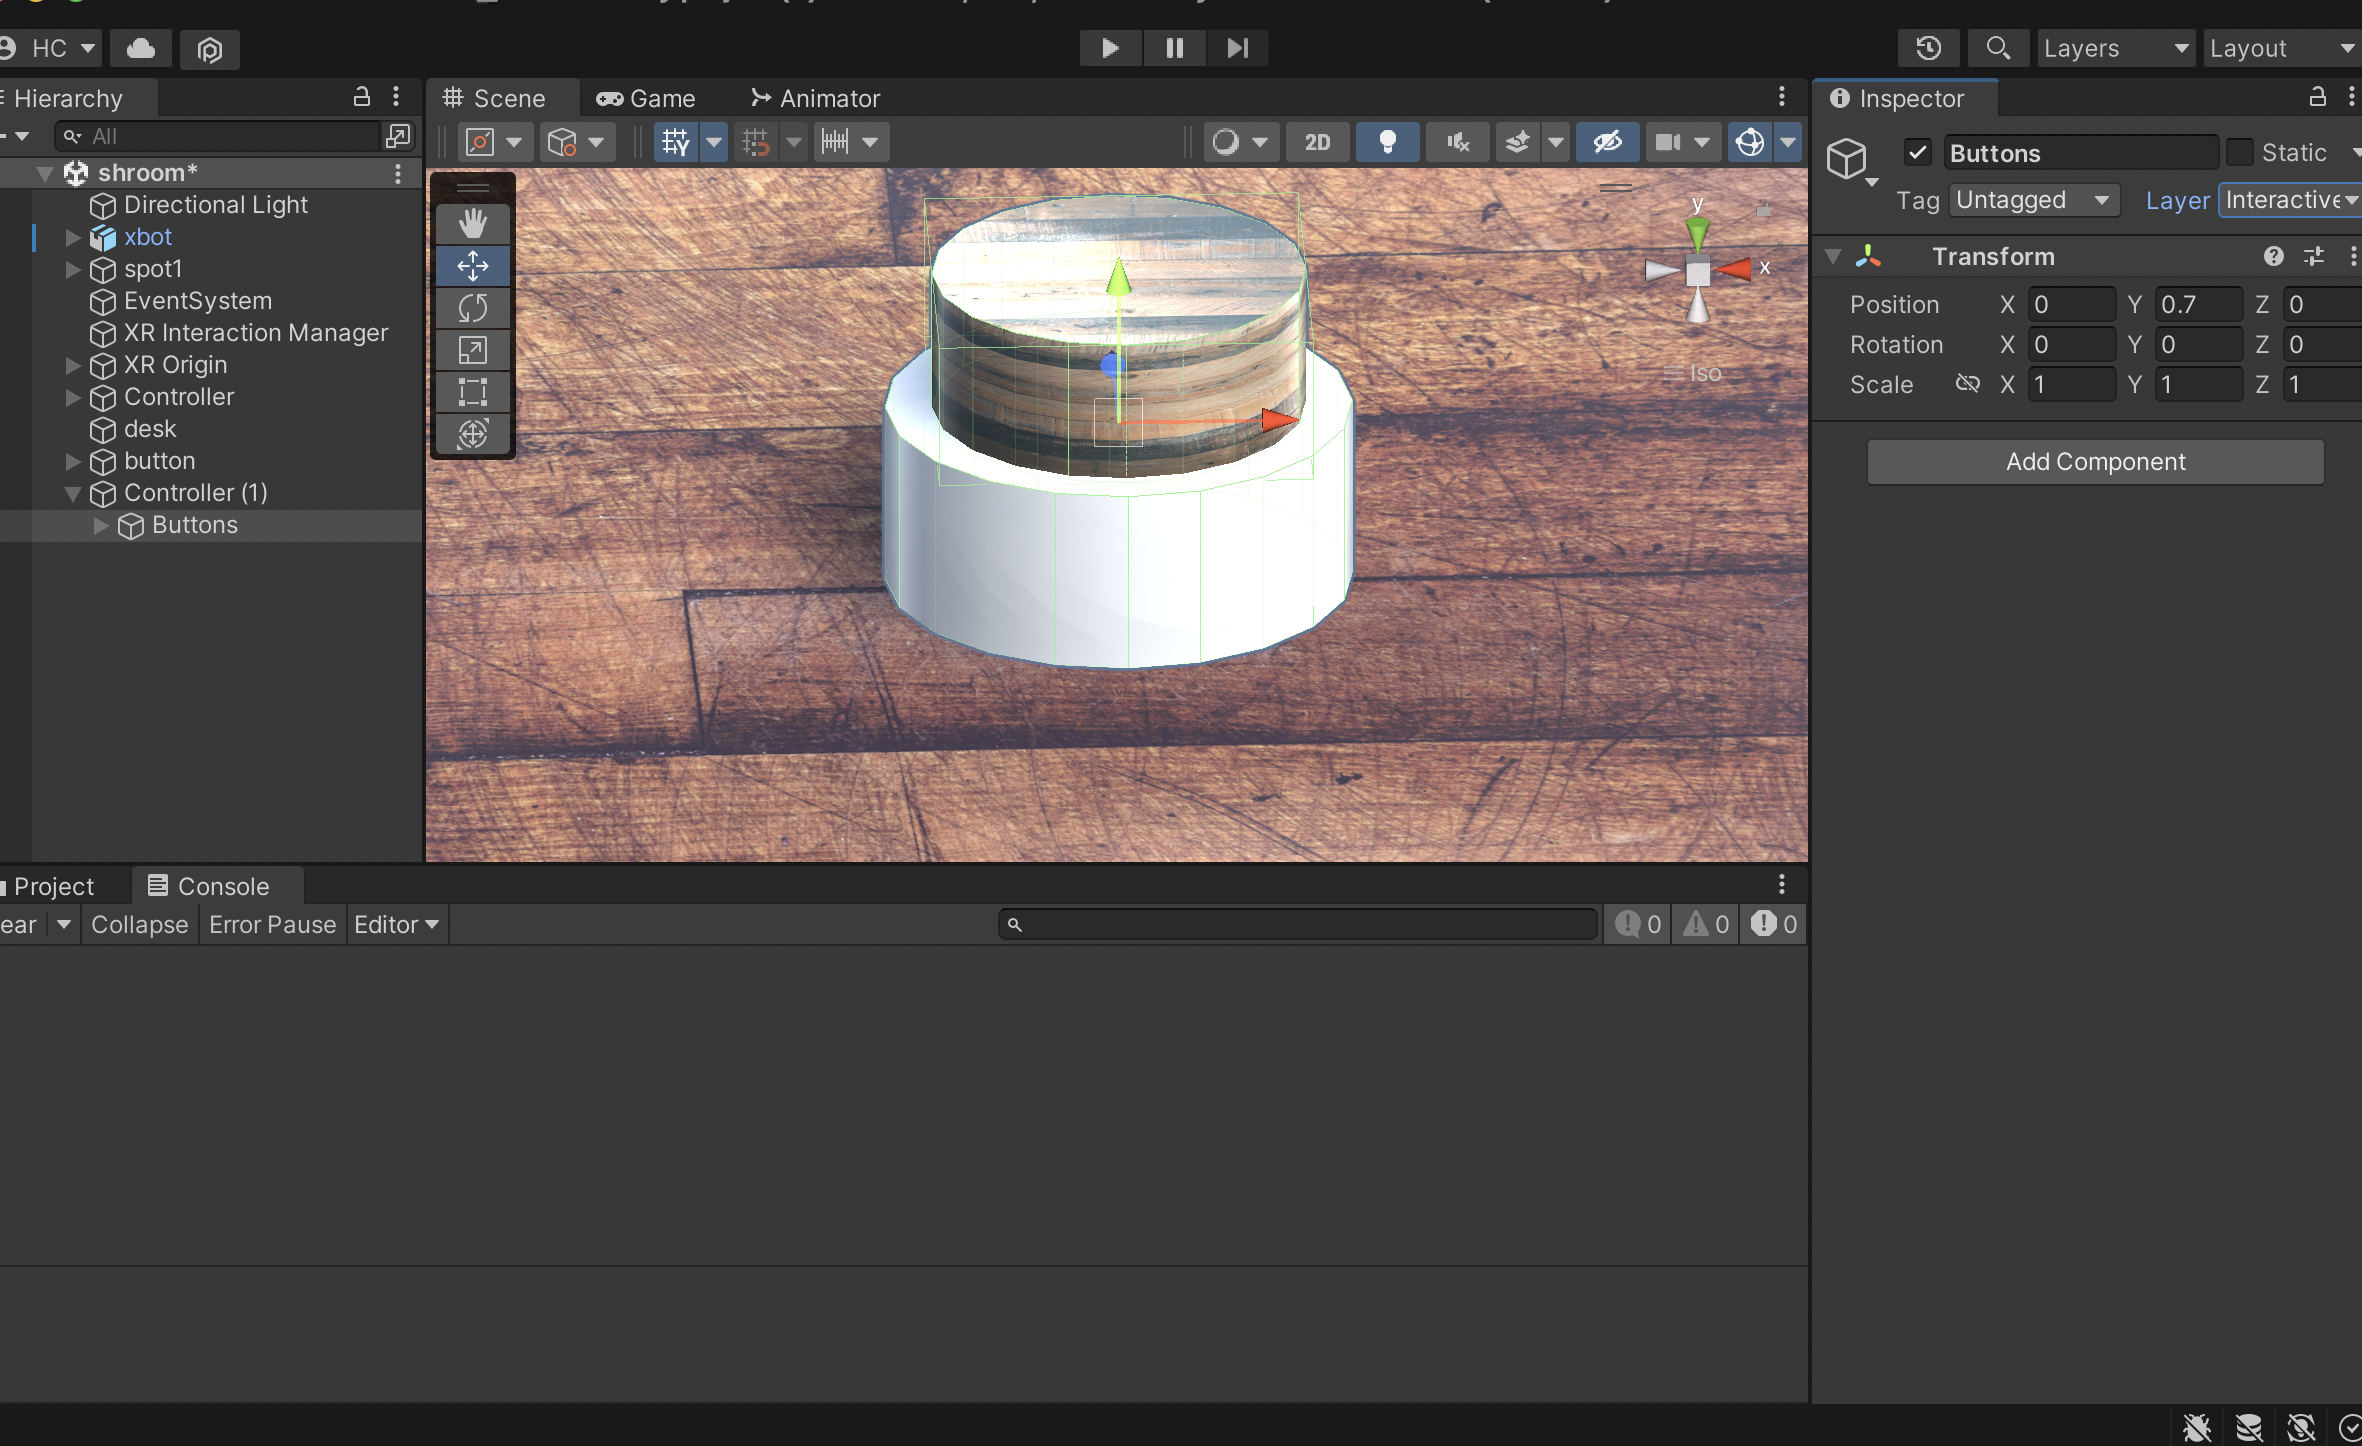 HC
Layers
Layout
Hierarchy
Scene
Game
Animator
Inspector
All
2D
Buttons
Static
shroom*
Tag Untagged Layer Interactive
Directional Light
xbot
spot1
EventSystem
XR Interaction Manager
XR Origin
Controller
desk
button
Controller (1)
Buttons
y
x
Iso
Transform
Position X 0 Y 0.7 Z 0
Rotation X 0 Y 0 Z 0
Scale X 1 Y 1 Z 1
Add Component
Project
Console
ear
Collapse
Error Pause
Editor
0
0
0